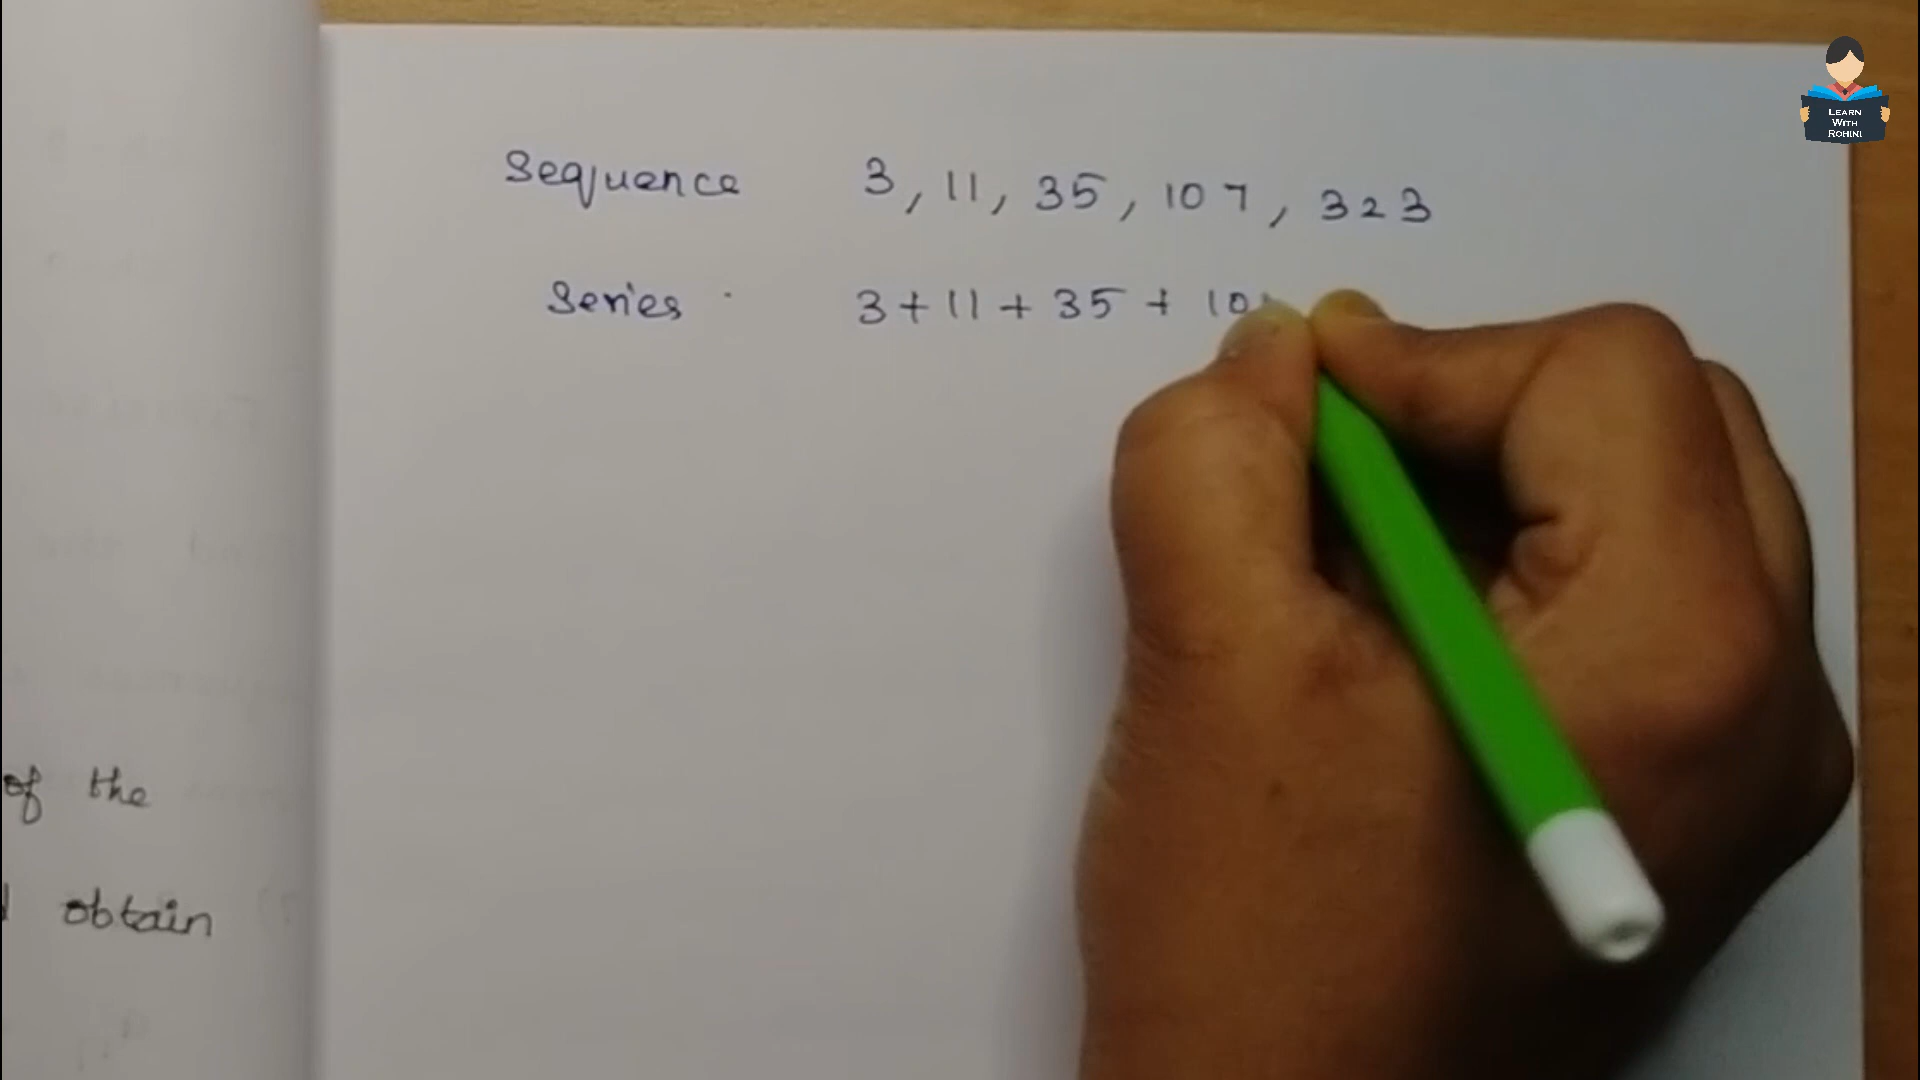 LEARN
WITH
ROHINI
Sequence 3, 11, 35, 107, 323
Series 3 + 11 + 35 + 10
of the
obtain